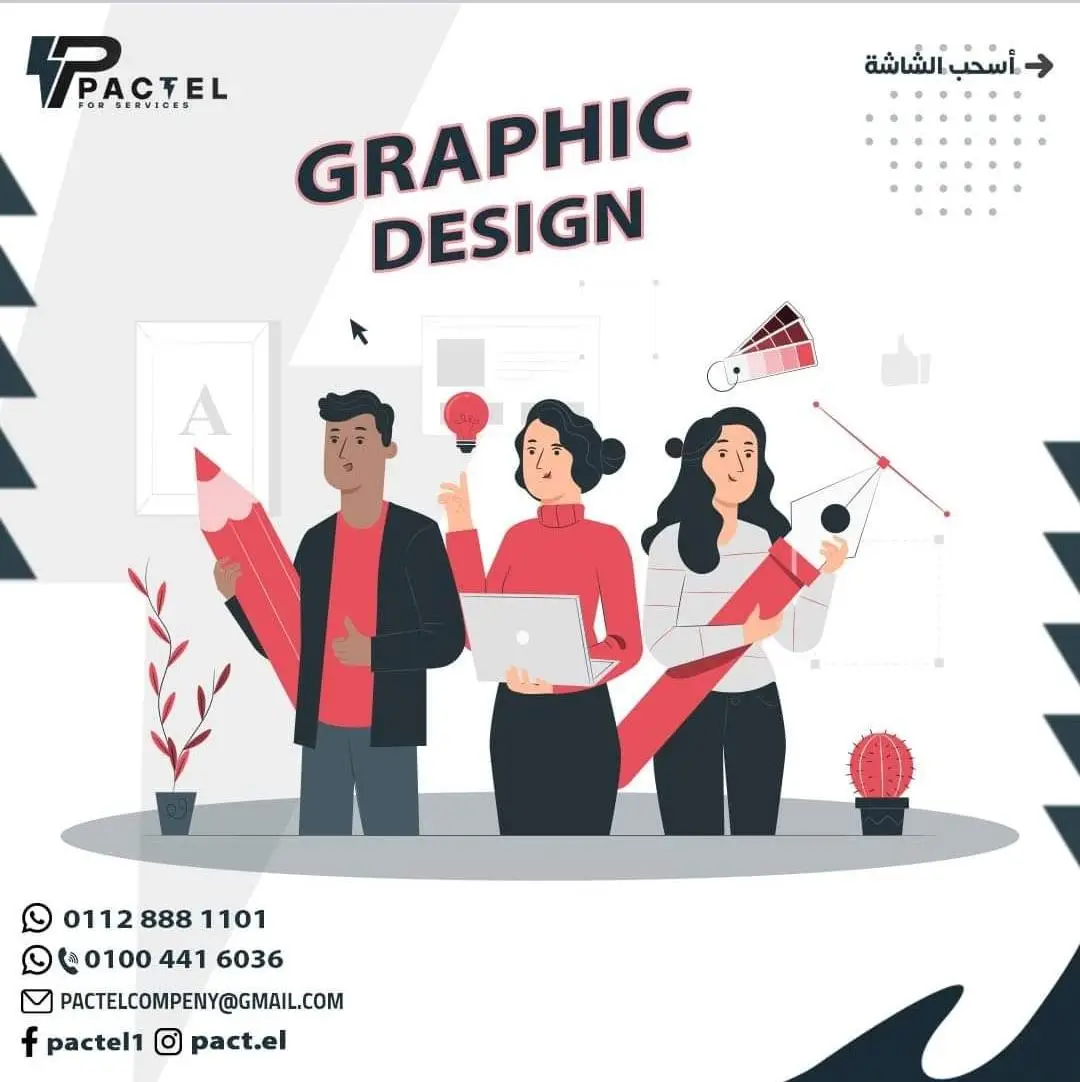 PACTEL
FOR SERVICES
أسحب الشاشة
GRAPHIC
DESIGN
A
0112 888 1101
0100 441 6036
PACTELCOMPENY@GMAIL.COM
pactel1 pact.el